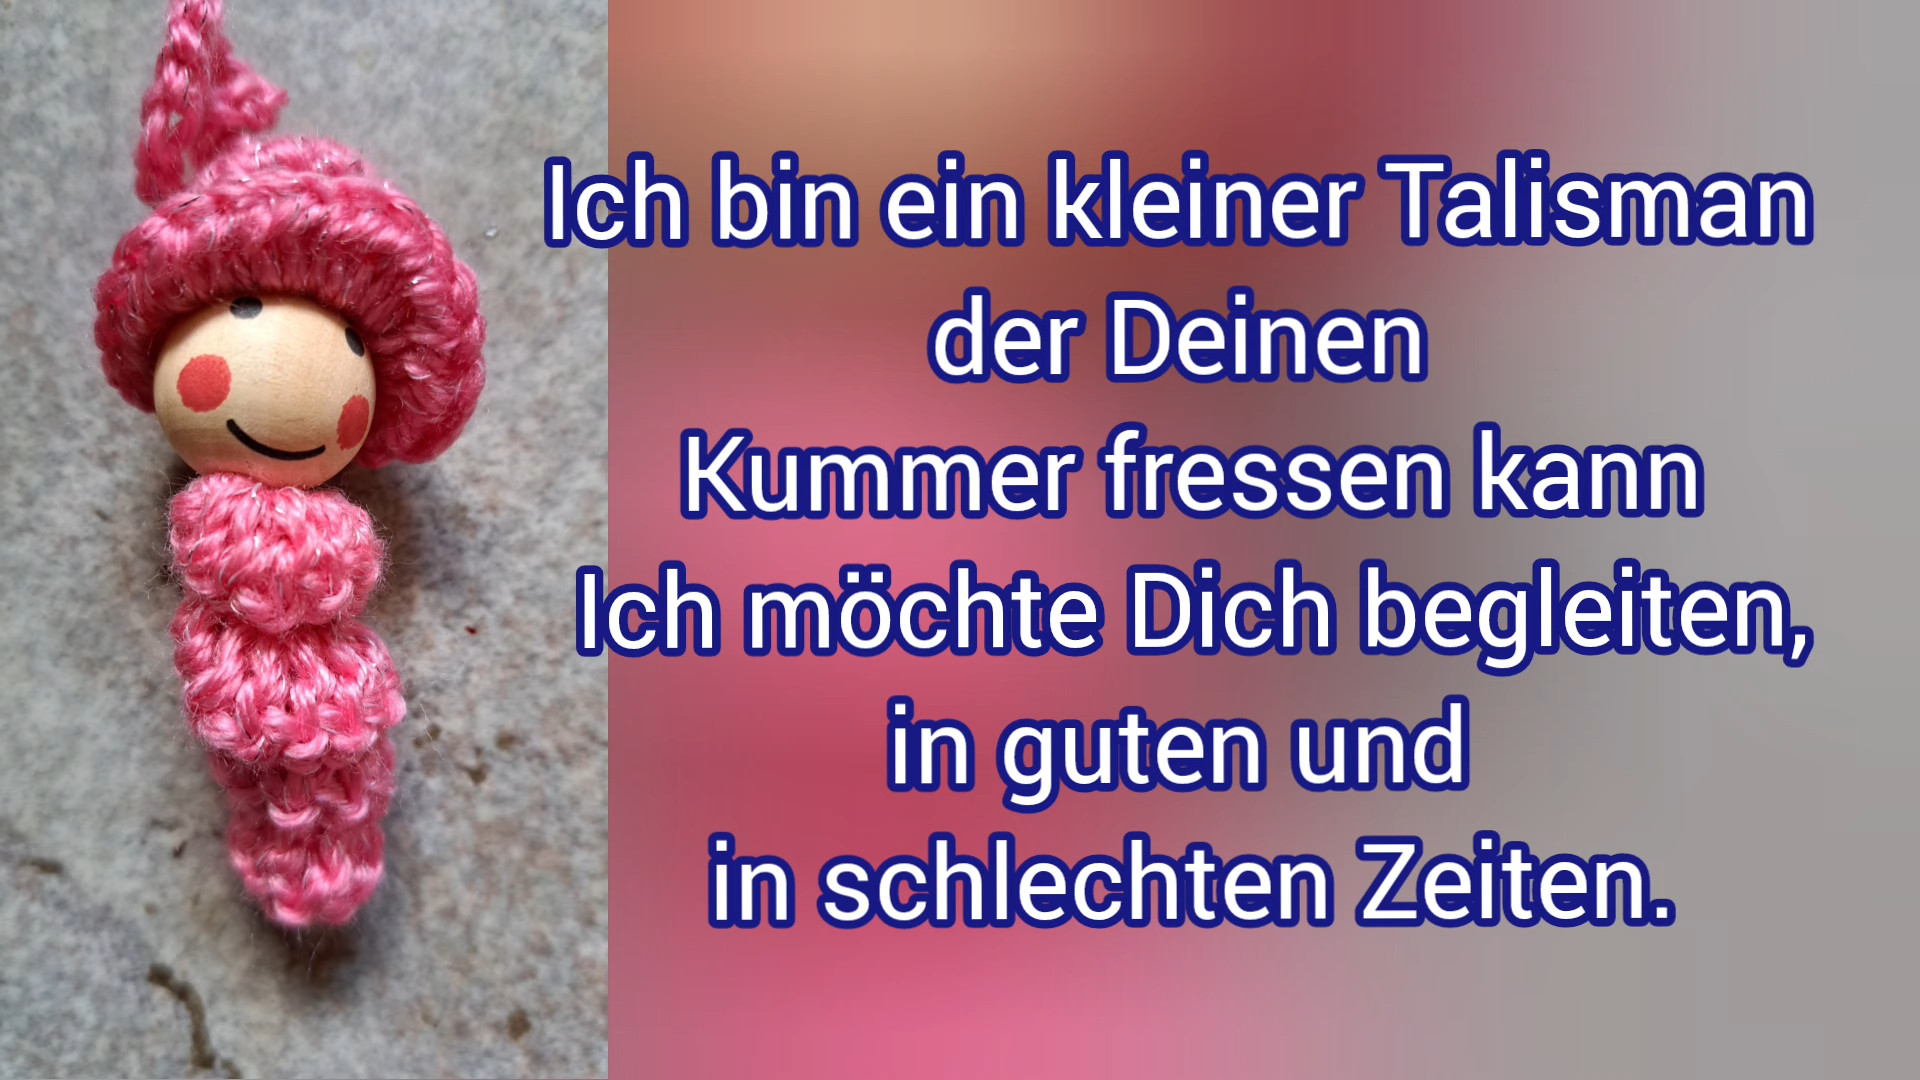 Ich bin ein kleiner Talisman
der Deinen
Kummer fressen kann
Ich möchte Dich begleiten,
in guten und
in schlechten Zeiten.